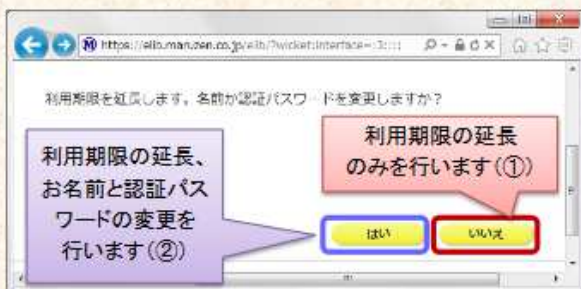 https://elib.maruzen.co.jp/elib/?wicket:interface=:3::::
利用期限を延長します。名前か認証パスワードを変更しますか？
利用期限の延長
のみを行います(①)
利用期限の延長、
お名前と認証パス
ワードの変更を
行います(②)
はい
いいえ